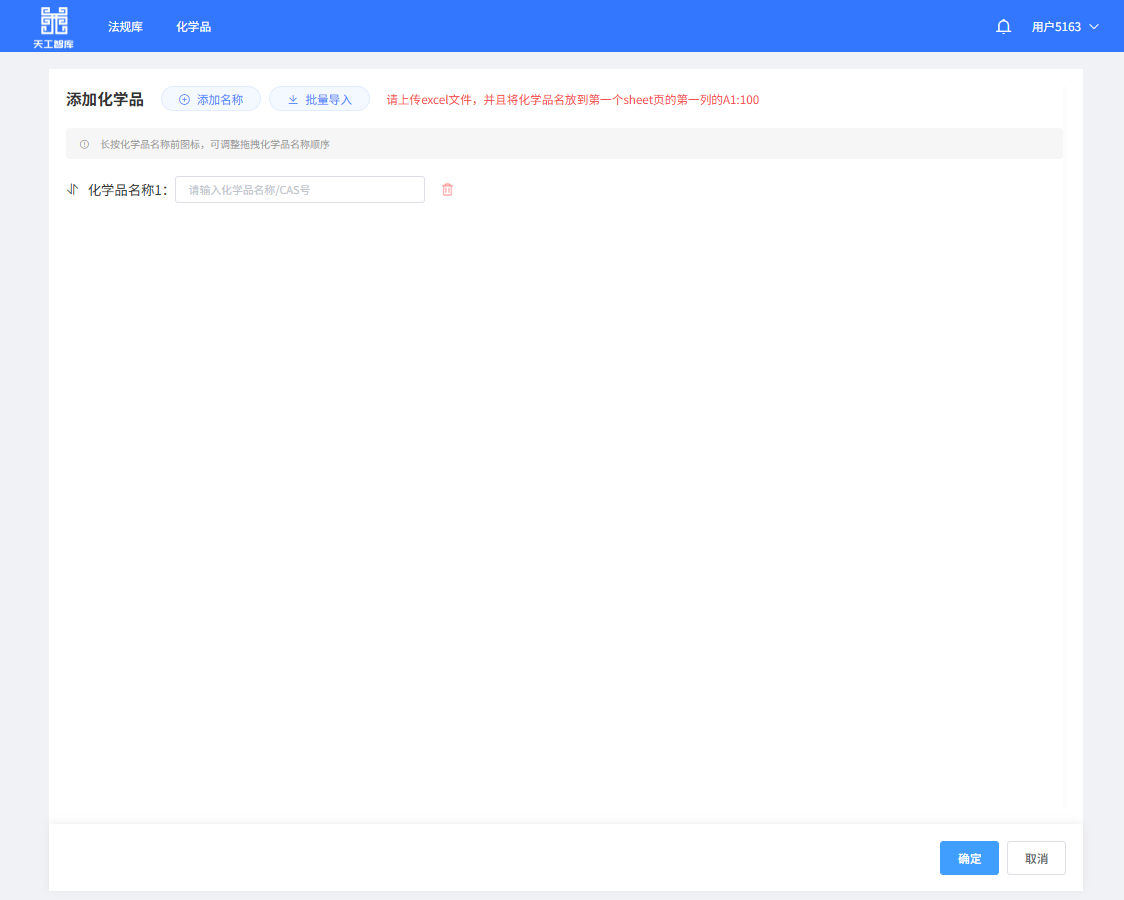 天工智库
法规库
化学品
用户5163
添加化学品
添加名称
批量导入
请上传excel文件，并且将化学品名放到第一个sheet页的第一列的A1:100
长按化学品名称前图标，可调整拖拽化学品名称顺序
化学品名称1：
请输入化学品名称/CAS号
确定
取消